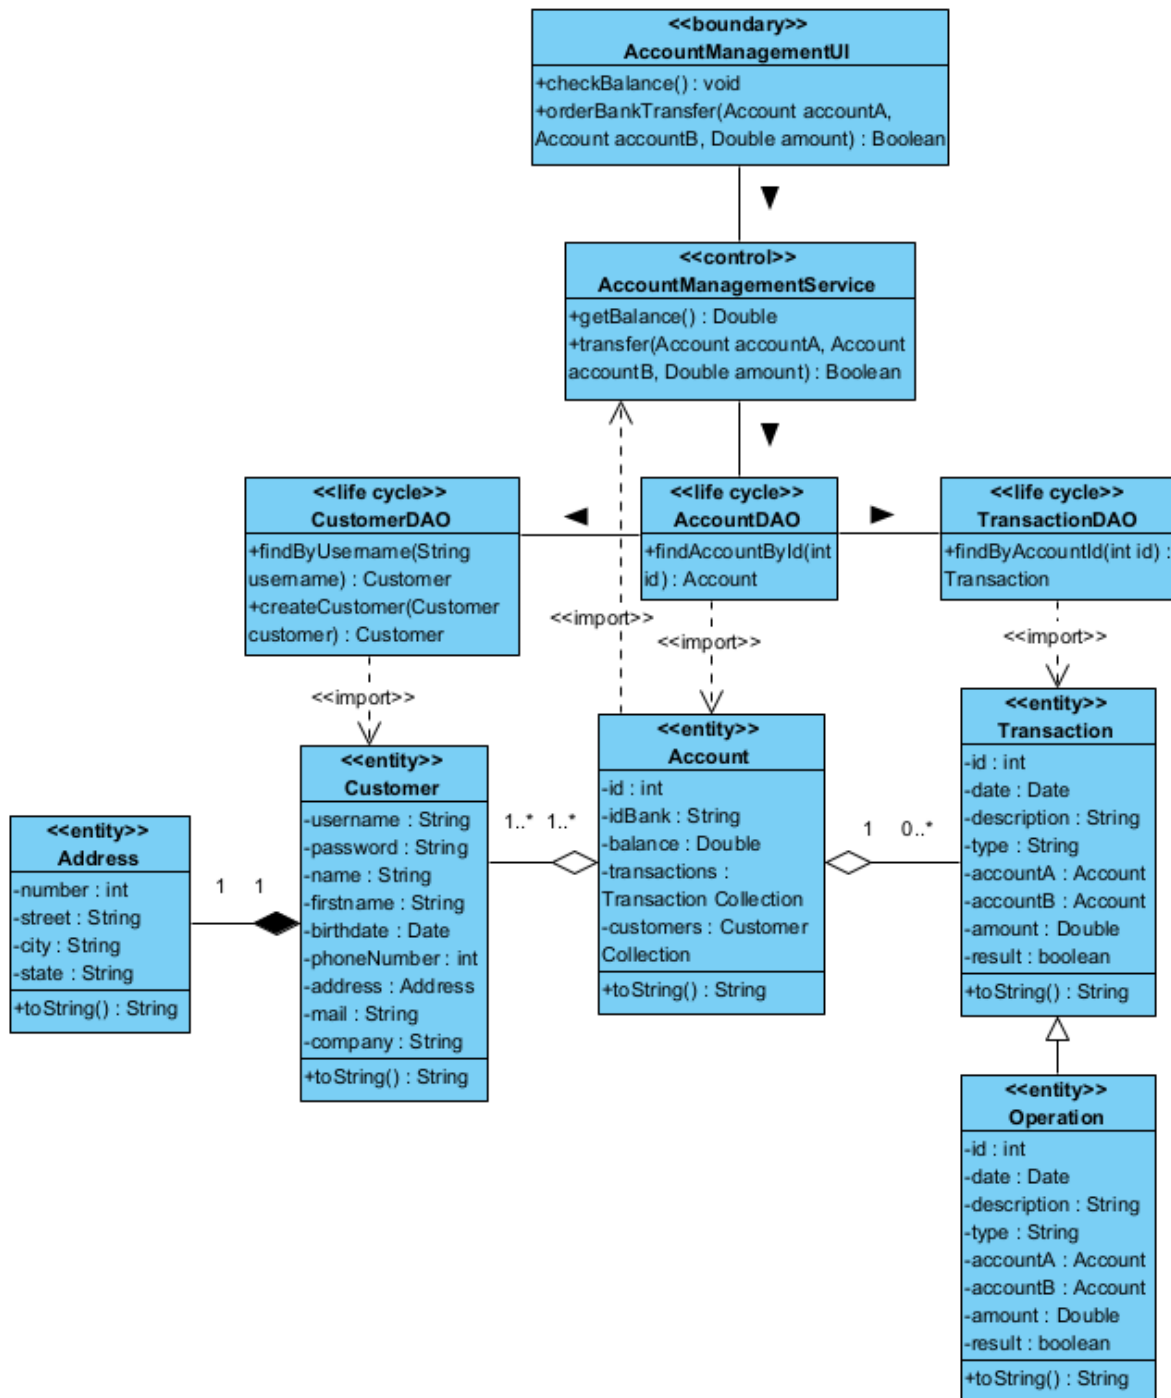 <<boundary>>
AccountManagementUI
+checkBalance() : void
+orderBankTransfer(Account accountA,
Account accountB, Double amount) : Boolean
<<control>>
AccountManagementService
+getBalance() : Double
+transfer(Account accountA, Account
accountB, Double amount) : Boolean
<<life cycle>>
CustomerDAO
+findByUsername(String
username) : Customer
+createCustomer(Customer
customer) : Customer
<<life cycle>>
AccountDAO
+findAccountById(int
id) : Account
<<life cycle>>
TransactionDAO
+findByAccountId(int id) :
Transaction
<<import>>
<<import>>
<<import>>
<<import>>
<<entity>>
Address
-number : int
-street : String
-city : String
-state : String
+toString() : String
1 1
<<entity>>
Customer
-username : String
-password : String
-name : String
-firstname : String
-birthdate : Date
-phoneNumber : int
-address : Address
-mail : String
-company : String
+toString() : String
1..* 1..*
<<entity>>
Account
-id : int
-idBank : String
-balance : Double
-transactions :
Transaction Collection
-customers : Customer
Collection
+toString() : String
1 0..*
<<entity>>
Transaction
-id : int
-date : Date
-description : String
-type : String
-accountA : Account
-accountB : Account
-amount : Double
-result : boolean
+toString() : String
<<entity>>
Operation
-id : int
-date : Date
-description : String
-type : String
-accountA : Account
-accountB : Account
-amount : Double
-result : boolean
+toString() : String